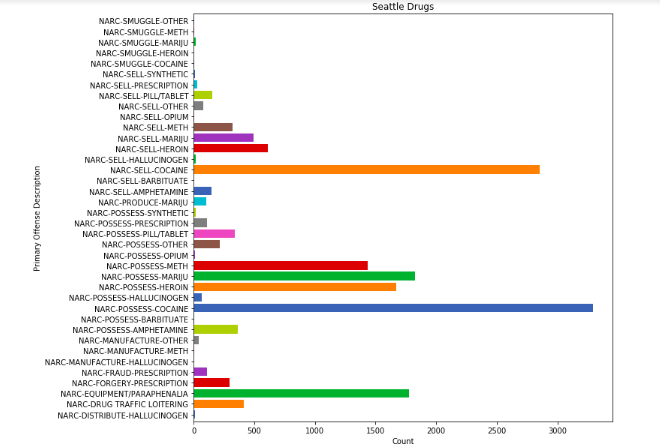 Seattle Drugs
Primary Offense Description
NARC-SMUGGLE-OTHER
NARC-SMUGGLE-METH
NARC-SMUGGLE-MARIJU
NARC-SMUGGLE-HEROIN
NARC-SMUGGLE-COCAINE
NARC-SELL-SYNTHETIC
NARC-SELL-PRESCRIPTION
NARC-SELL-PILL/TABLET
NARC-SELL-OTHER
NARC-SELL-OPIUM
NARC-SELL-METH
NARC-SELL-MARIJU
NARC-SELL-HEROIN
NARC-SELL-HALLUCINOGEN
NARC-SELL-COCAINE
NARC-SELL-BARBITUATE
NARC-SELL-AMPHETAMINE
NARC-PRODUCE-MARIJU
NARC-POSSESS-SYNTHETIC
NARC-POSSESS-PRESCRIPTION
NARC-POSSESS-PILL/TABLET
NARC-POSSESS-OTHER
NARC-POSSESS-OPIUM
NARC-POSSESS-METH
NARC-POSSESS-MARIJU
NARC-POSSESS-HEROIN
NARC-POSSESS-HALLUCINOGEN
NARC-POSSESS-COCAINE
NARC-POSSESS-BARBITUATE
NARC-POSSESS-AMPHETAMINE
NARC-MANUFACTURE-OTHER
NARC-MANUFACTURE-METH
NARC-MANUFACTURE-HALLUCINOGEN
NARC-FRAUD-PRESCRIPTION
NARC-FORGERY-PRESCRIPTION
NARC-EQUIPMENT/PARAPHENALIA
NARC-DRUG TRAFFIC LOITERING
NARC-DISTRIBUTE-HALLUCINOGEN
0 500 1000 1500 2000 2500 3000
Count